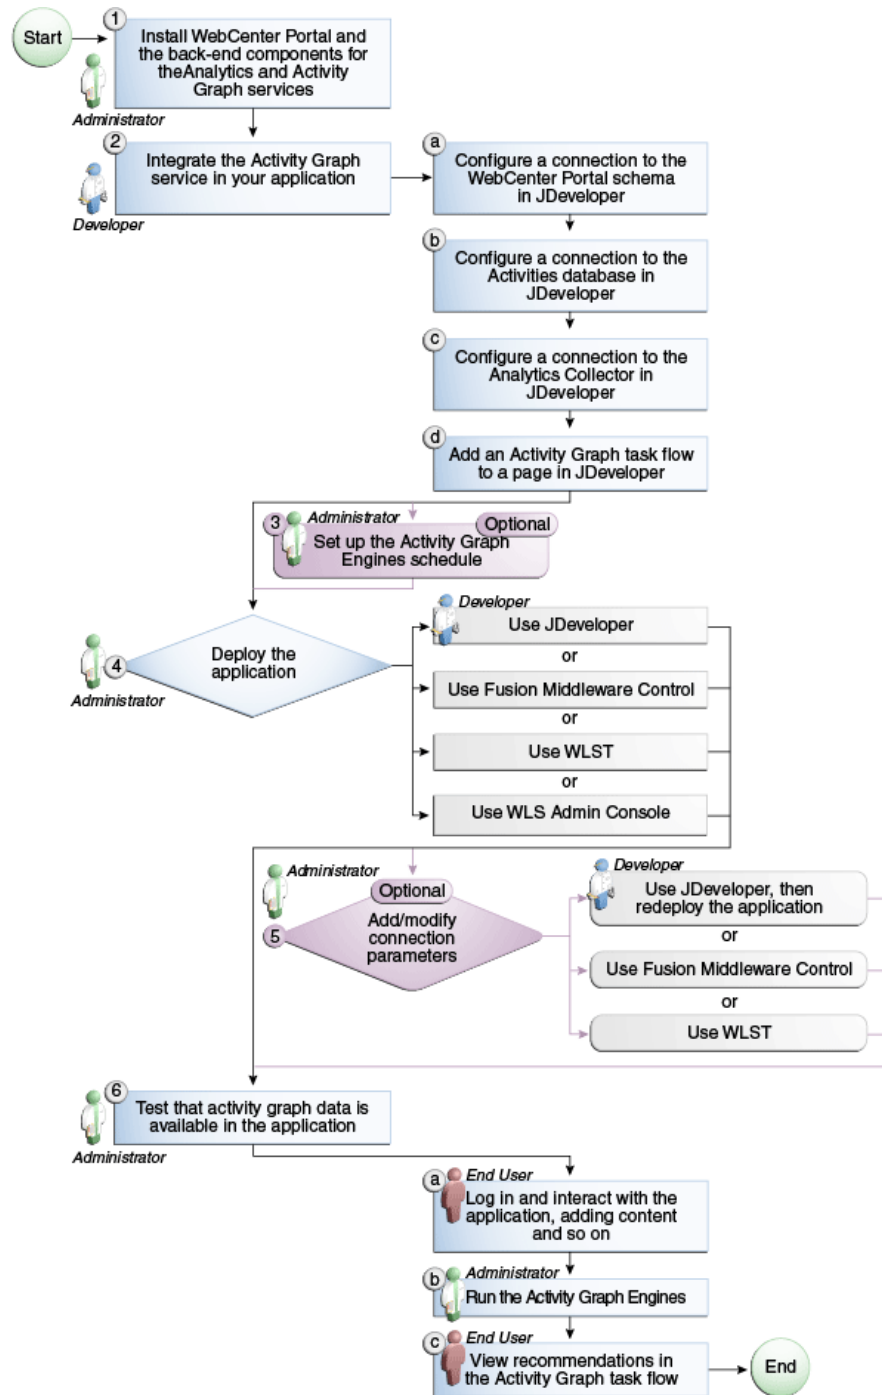 Start
1
Install WebCenter Portal and
the back-end components for
theAnalytics and Activity
Graph services
Administrator
2
Integrate the Activity Graph
service in your application
Developer
a
Configure a connection to the
WebCenter Portal schema
in JDeveloper
b
Configure a connection to the
Activities database in
JDeveloper
c
Configure a connection to the
Analytics Collector in
JDeveloper
d
Add an Activity Graph task flow
to a page in JDeveloper
3
Administrator
Optional
Set up the Activity Graph
Engines schedule
4
Deploy the
application
Administrator
Developer
Use JDeveloper
or
Use Fusion Middleware Control
or
Use WLST
or
Use WLS Admin Console
Administrator
Optional
5
Add/modify
connection
parameters
Developer
Use JDeveloper, then
redeploy the application
or
Use Fusion Middleware Control
or
Use WLST
6
Test that activity graph data is
available in the application
Administrator
a
End User
Log in and interact with the
application, adding content
and so on
b
Administrator
Run the Activity Graph Engines
c
End User
View recommendations in
the Activity Graph task flow
End